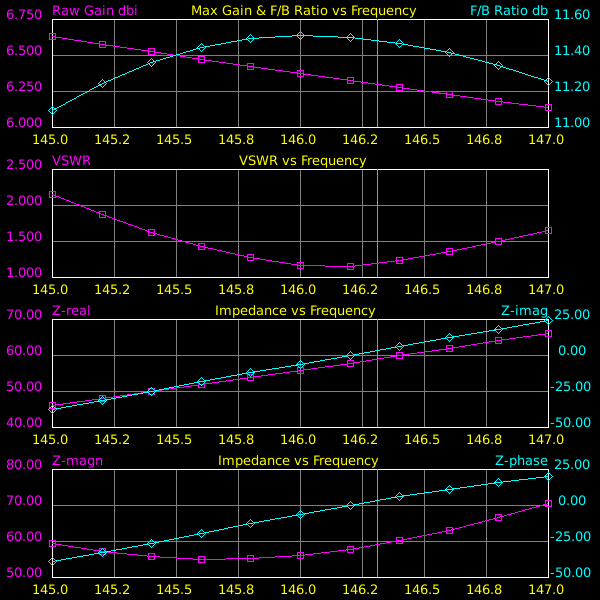 Raw Gain dbi Max Gain & F/B Ratio vs Frequency F/B Ratio db
6.750 11.60
6.500 11.40
6.250 11.20
6.000 11.00
145.0 145.2 145.5 145.8 146.0 146.2 146.5 146.8 147.0
VSWR VSWR vs Frequency
2.500
2.000
1.500
1.000
145.0 145.2 145.5 145.8 146.0 146.2 146.5 146.8 147.0
Z-real Impedance vs Frequency Z-imag
70.00 25.00
60.00 0.00
50.00 -25.00
40.00 -50.00
145.0 145.2 145.5 145.8 146.0 146.2 146.5 146.8 147.0
Z-magn Impedance vs Frequency Z-phase
80.00 25.00
70.00 0.00
60.00 -25.00
50.00 -50.00
145.0 145.2 145.5 145.8 146.0 146.2 146.5 146.8 147.0